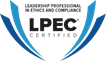 LEADERSHIP PROFESSIONAL
IN ETHICS AND COMPLIANCE
LPEC
CERTIFIED